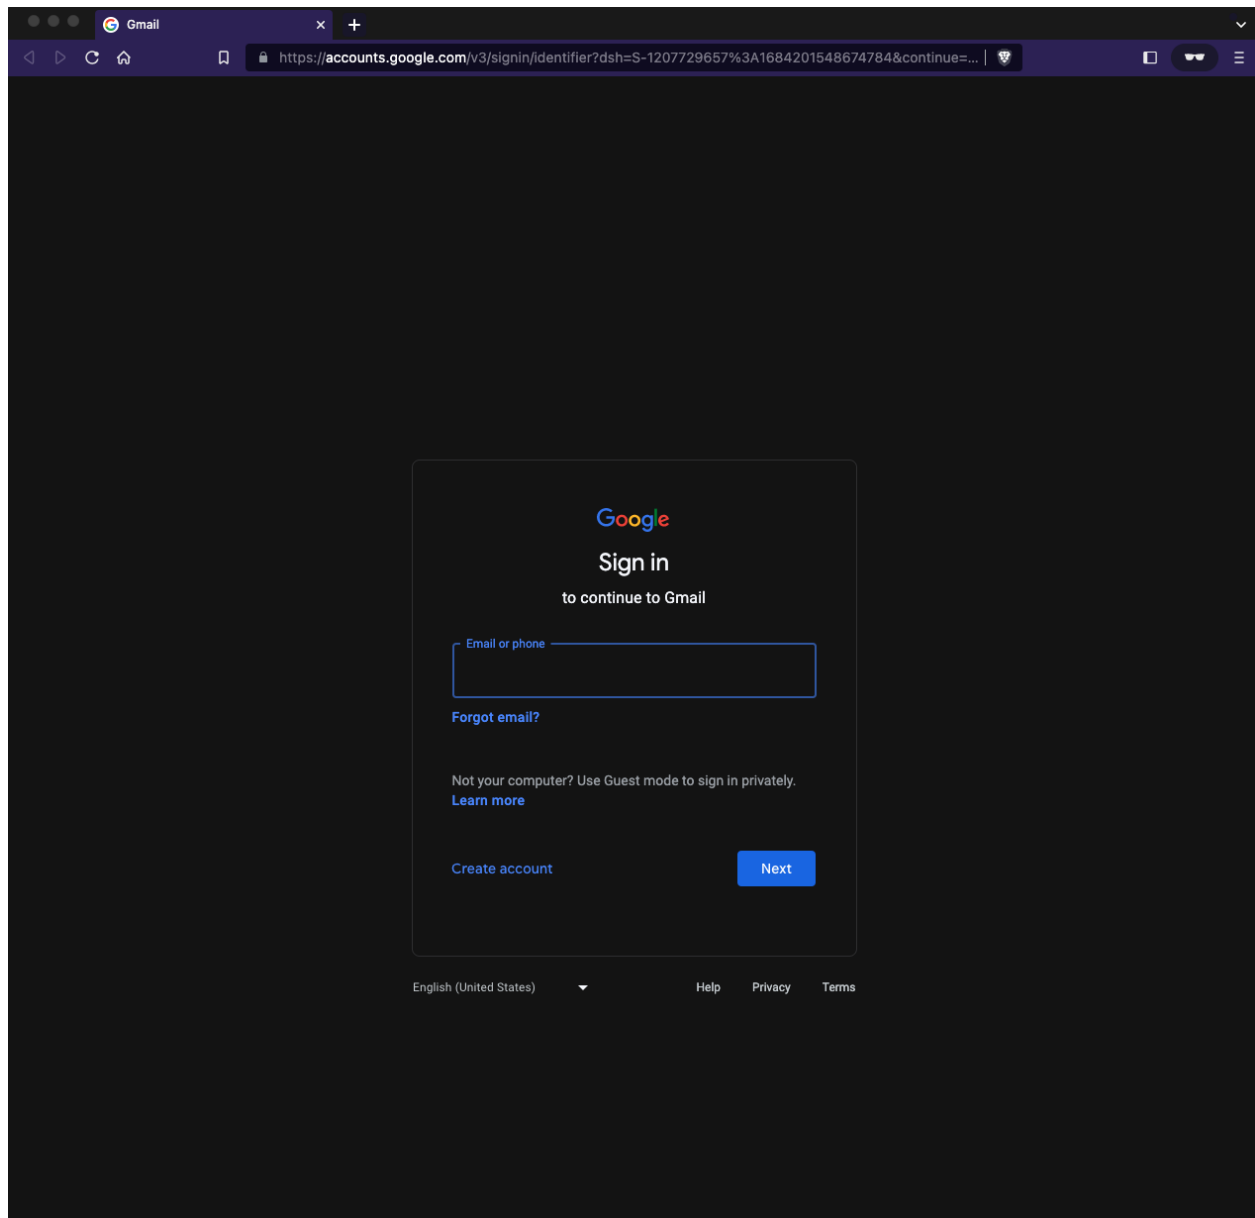 Gmail
https://accounts.google.com/v3/signin/identifier?dsh=S-1207729657%3A1684201548674784&continue=...
Google
Sign in
to continue to Gmail
Email or phone
Forgot email?
Not your computer? Use Guest mode to sign in privately.
Learn more
Create account
Next
English (United States)
Help Privacy Terms